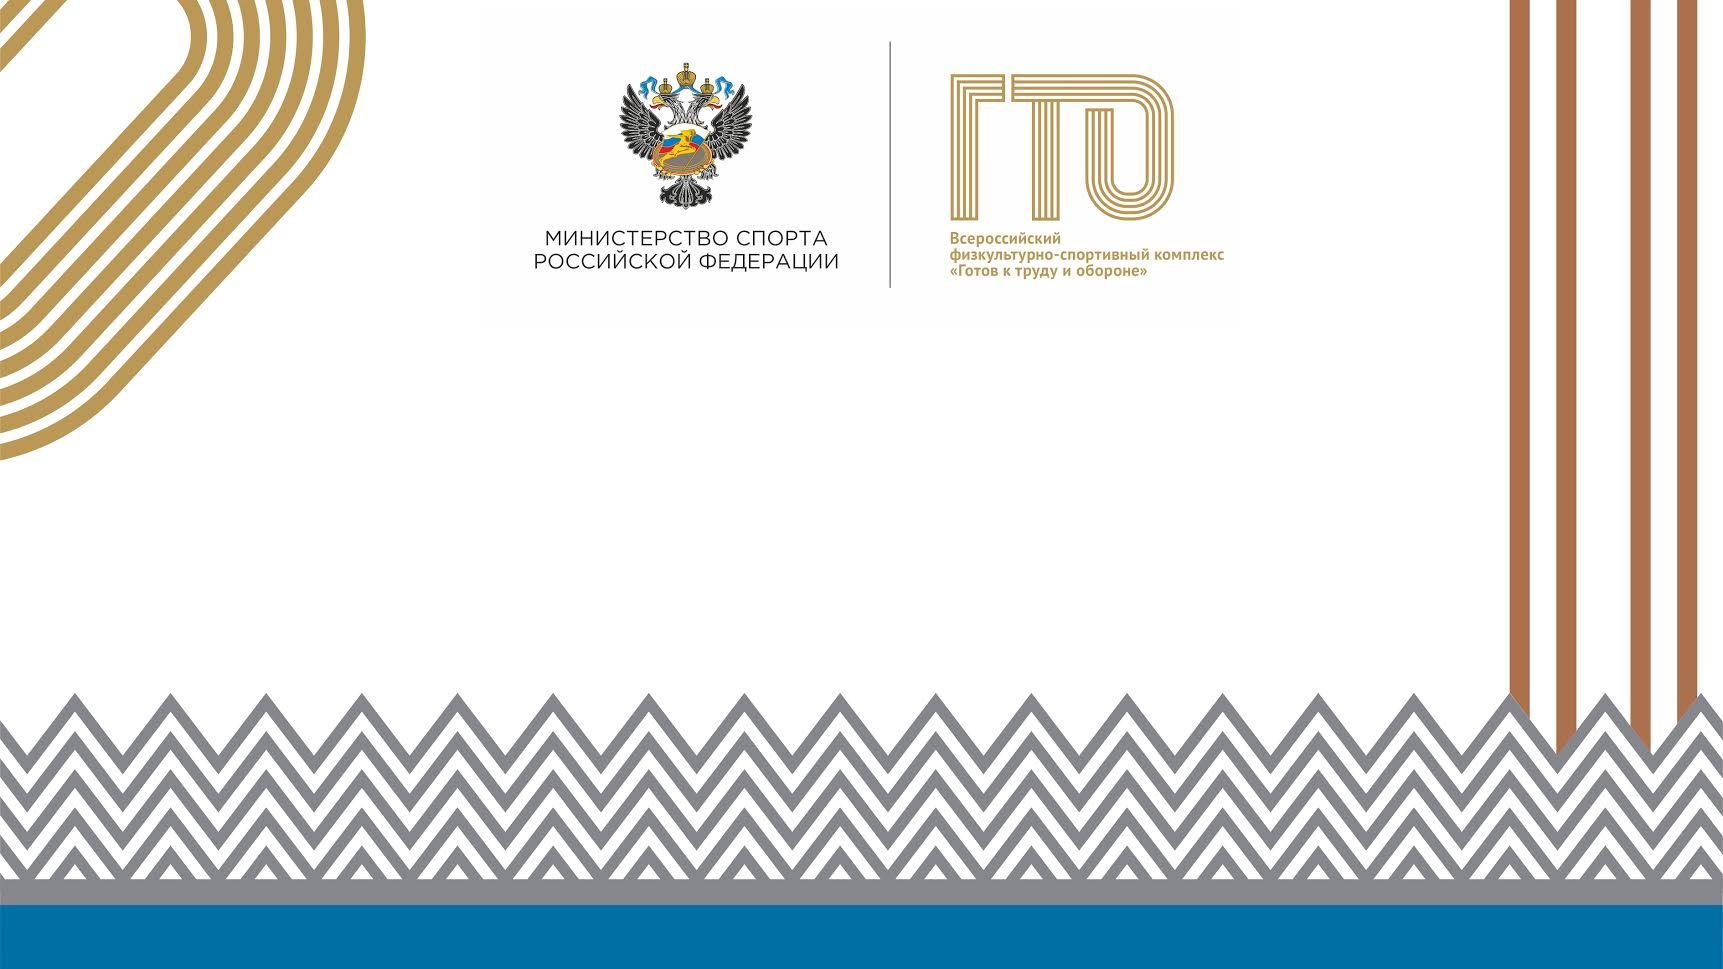 МИНИСТЕРСТВО СПОРТА
РОССИЙСКОЙ ФЕДЕРАЦИИ
ГТО
Всероссийский
физкультурно-спортивный комплекс
«Готов к труду и обороне»